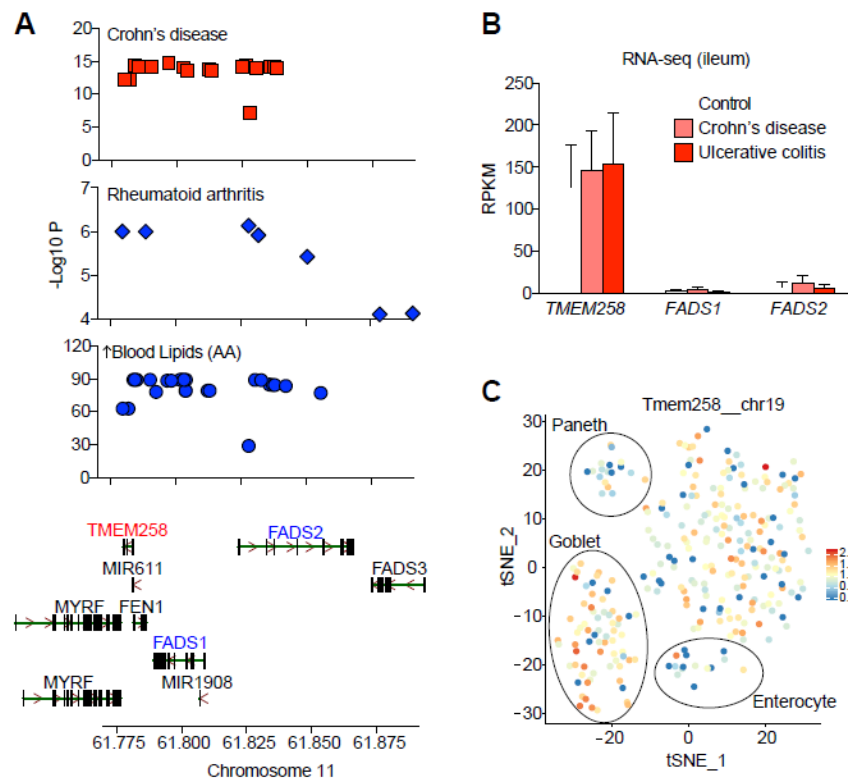 A
Crohn's disease
20
15
10
5
0
Rheumatoid arthritis
7
6
5
4
-Log10 P
↑Blood Lipids (AA)
120
90
60
30
0
TMEM258
FADS2
MIR611
FADS3
MYRF
FEN1
FADS1
MYRF
MIR1908
61.775 61.800 61.825 61.850 61.875
Chromosome 11
B
RNA-seq (ileum)
250
200
150
100
50
0
RPKM
Control
Crohn's disease
Ulcerative colitis
TMEM258 FADS1 FADS2
C
Tmem258__chr19
30
20
10
0
−10
−20
−30
tSNE_2
Paneth
Goblet
Enterocyte
−20 0 20
tSNE_1